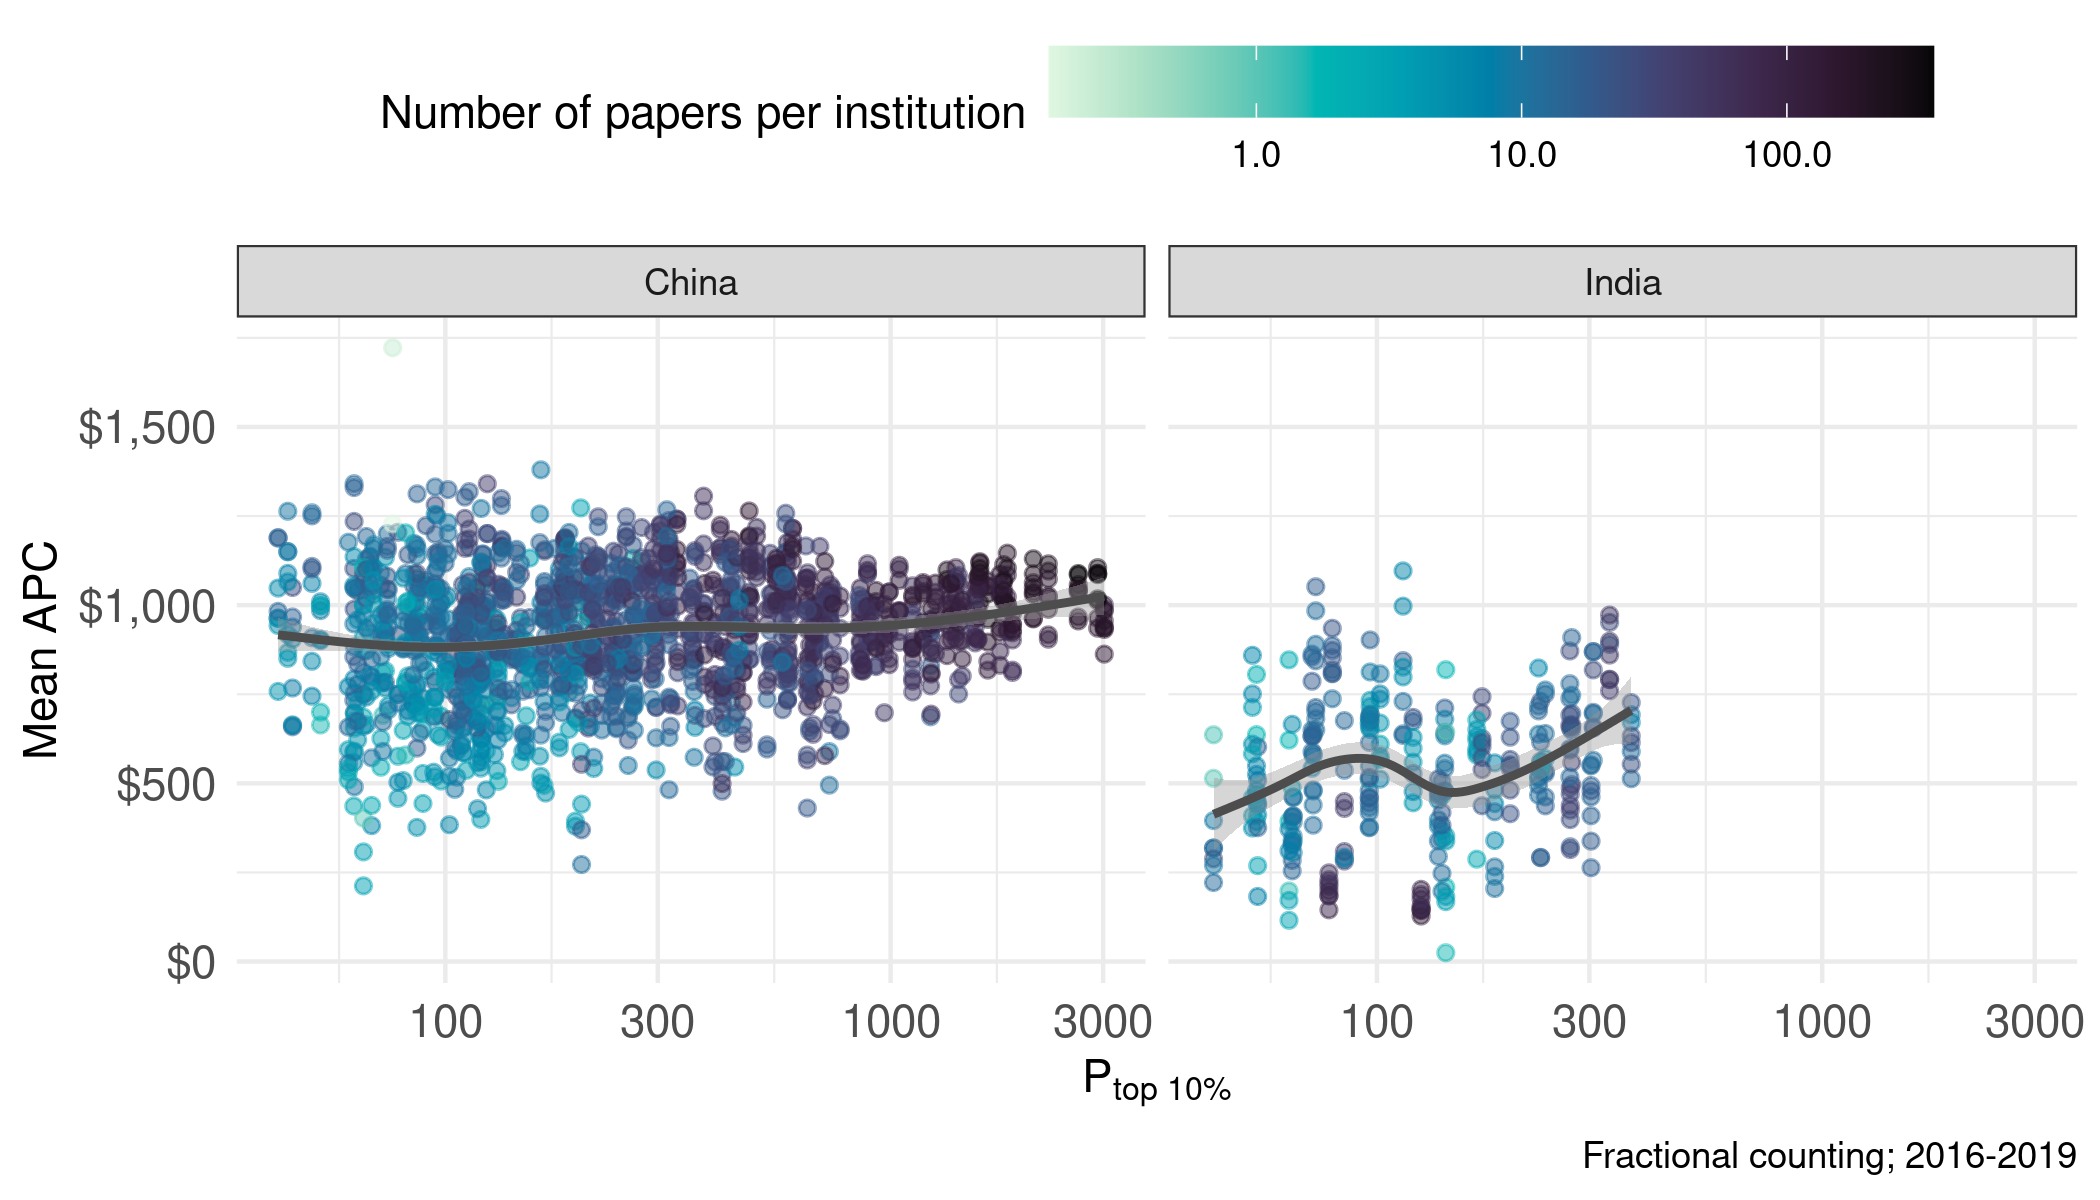 Number of papers per institution
1.0 10.0 100.0
China India
Mean APC
$1,500
$1,000
$500
$0
100 300 1000 3000 100 300 1000 3000
Ptop 10%
Fractional counting; 2016-2019